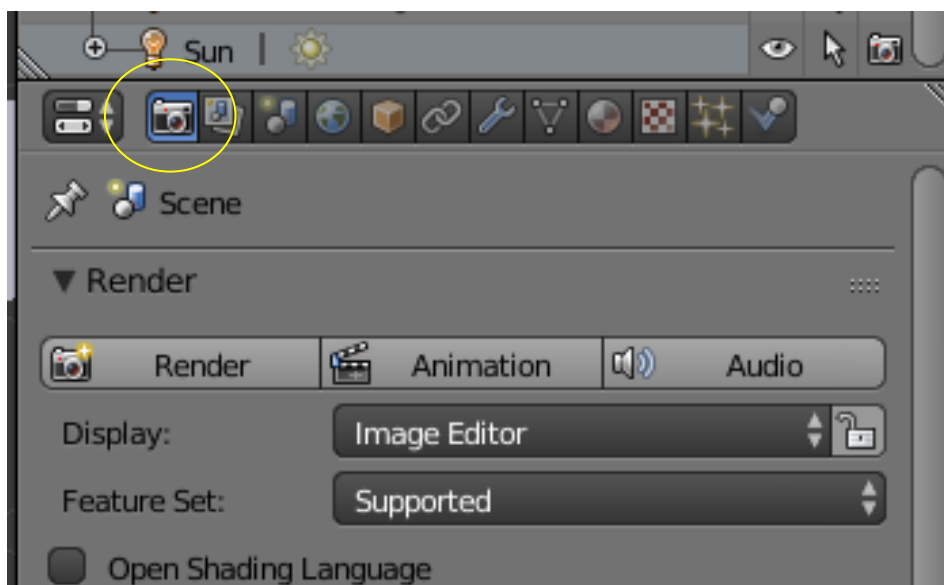 Sun
Scene
Render
Render Animation Audio
Display: Image Editor
Feature Set: Supported
Open Shading Language